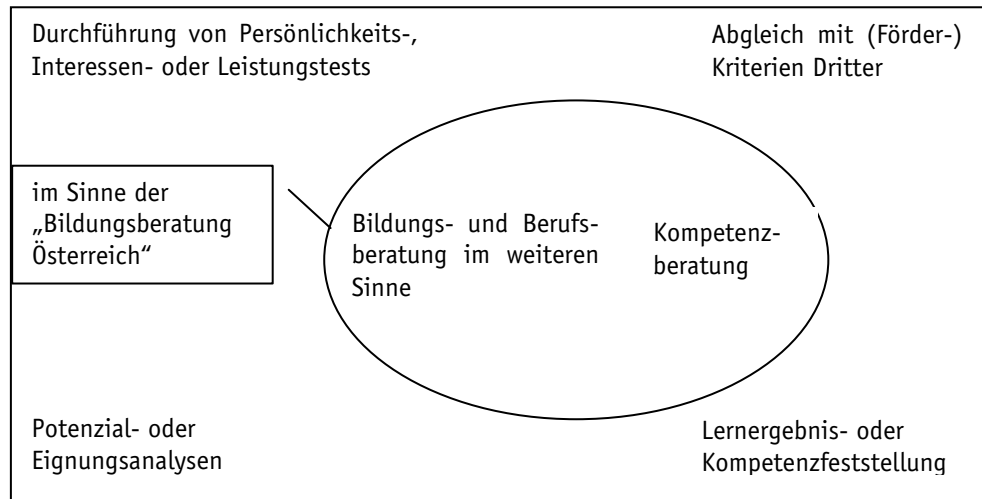 Durchführung von Persönlichkeits-,
Interessen- oder Leistungstests
Abgleich mit (Förder-)
Kriterien Dritter
im Sinne der
„Bildungsberatung
Österreich“
Bildungs- und Berufs-
beratung im weiteren
Sinne
Kompetenz-
beratung
Potenzial- oder
Eignungsanalysen
Lernergebnis- oder
Kompetenzfeststellung